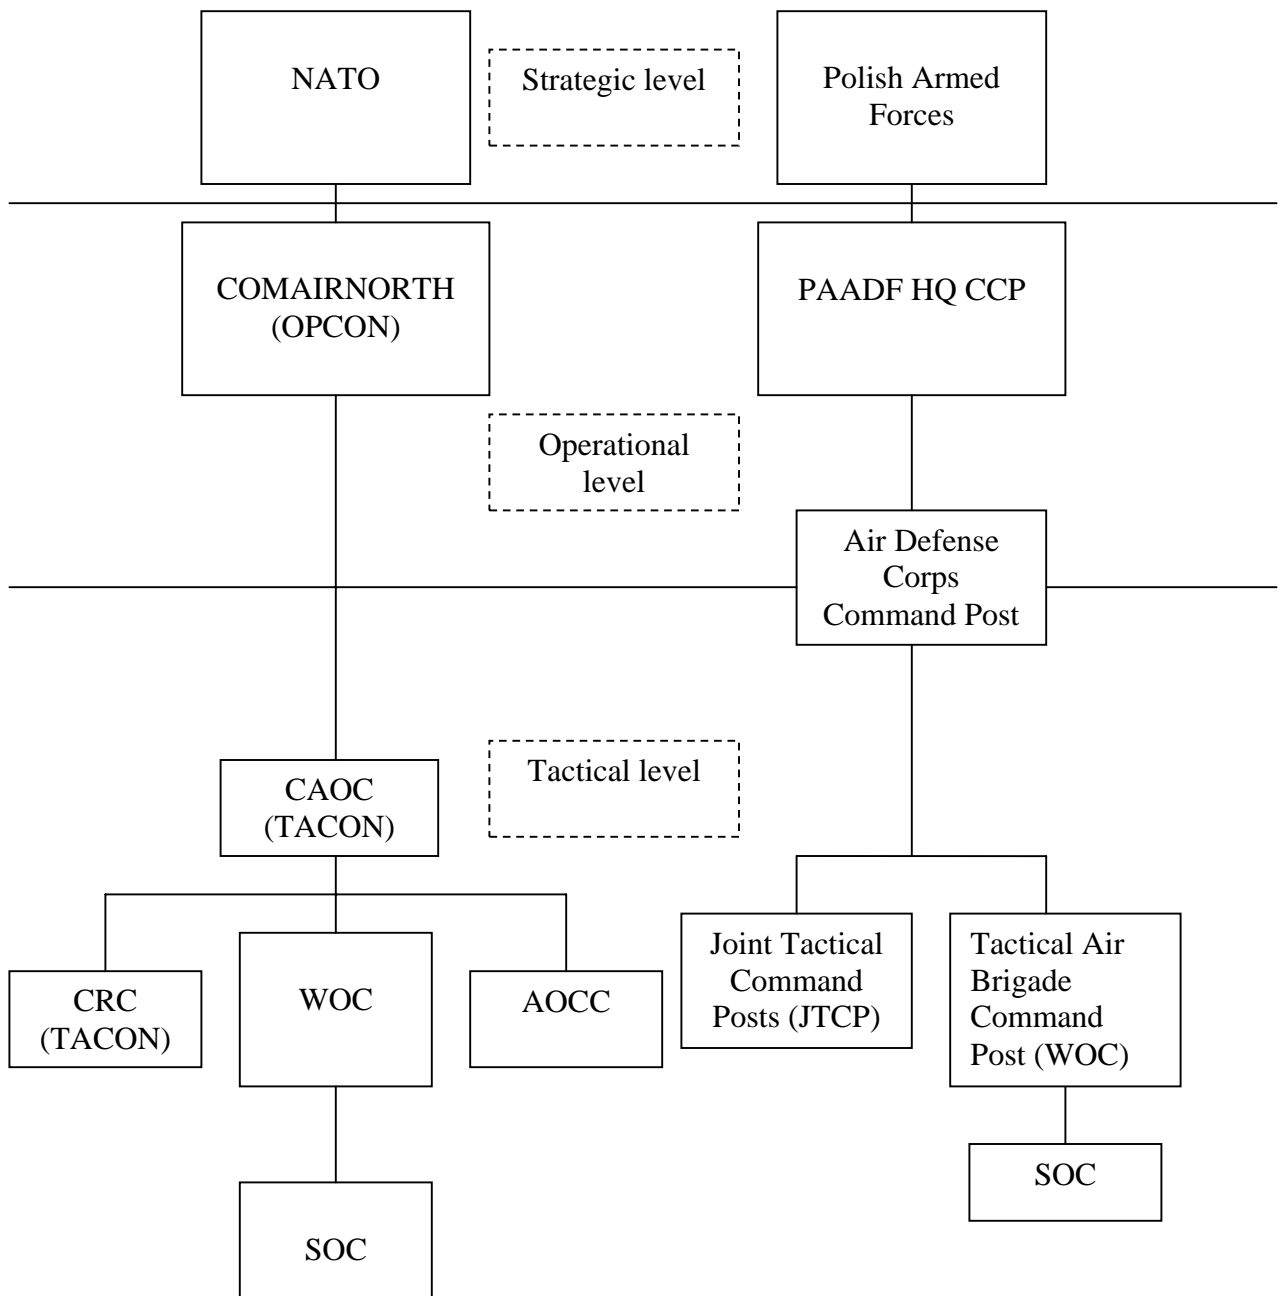 NATO
Strategic level
Polish Armed
Forces
COMAIRNORTH
(OPCON)
PAADF HQ CCP
Operational
level
Air Defense
Corps
Command Post
Tactical level
CAOC
(TACON)
CRC
(TACON)
WOC
AOCC
Joint Tactical
Command
Posts (JTCP)
Tactical Air
Brigade
Command
Post (WOC)
SOC
SOC